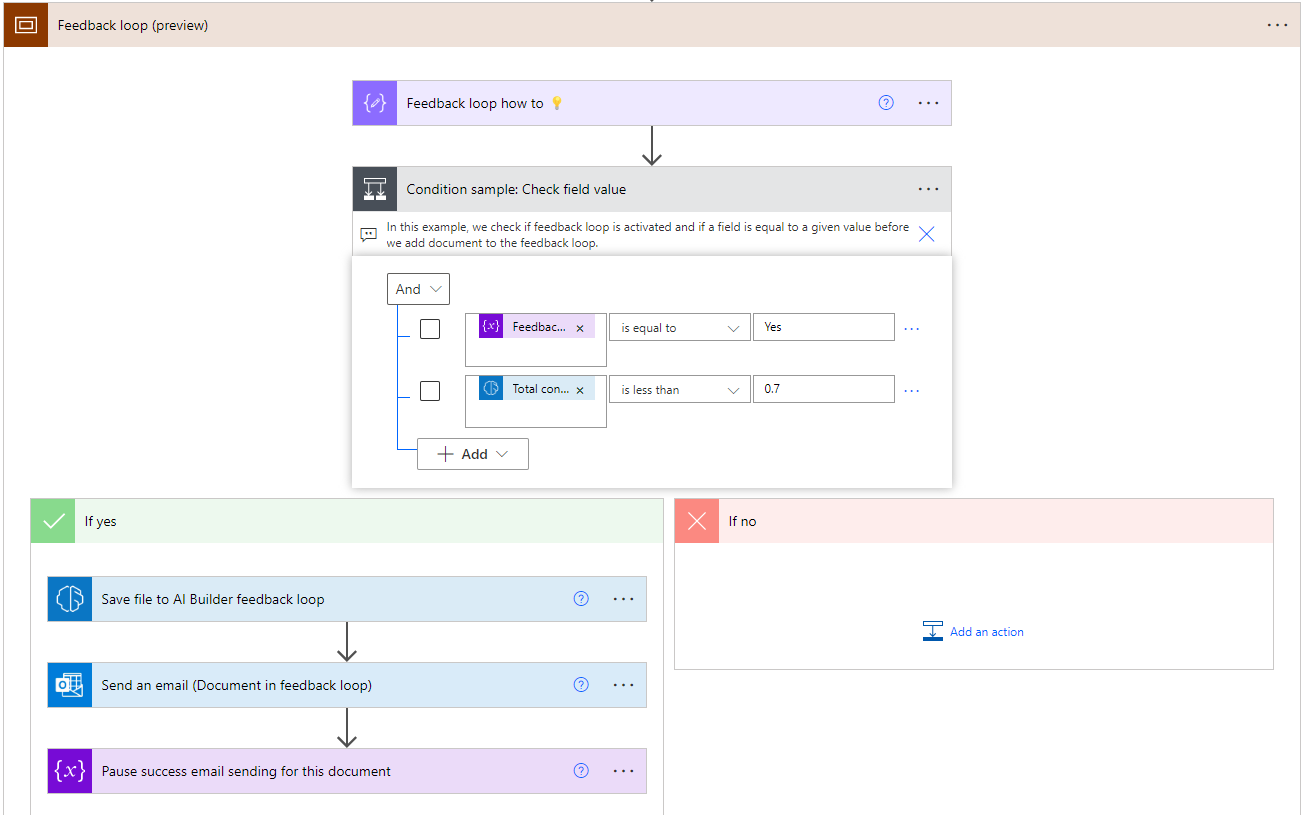 Feedback loop (preview)
Feedback loop how to
Condition sample: Check field value
In this example, we check if feedback loop is activated and if a field is equal to a given value before
we add document to the feedback loop.
And
Feedbac... is equal to Yes
Total con... is less than 0.7
Add
If yes
If no
Save file to AI Builder feedback loop
Add an action
Send an email (Document in feedback loop)
Pause success email sending for this document